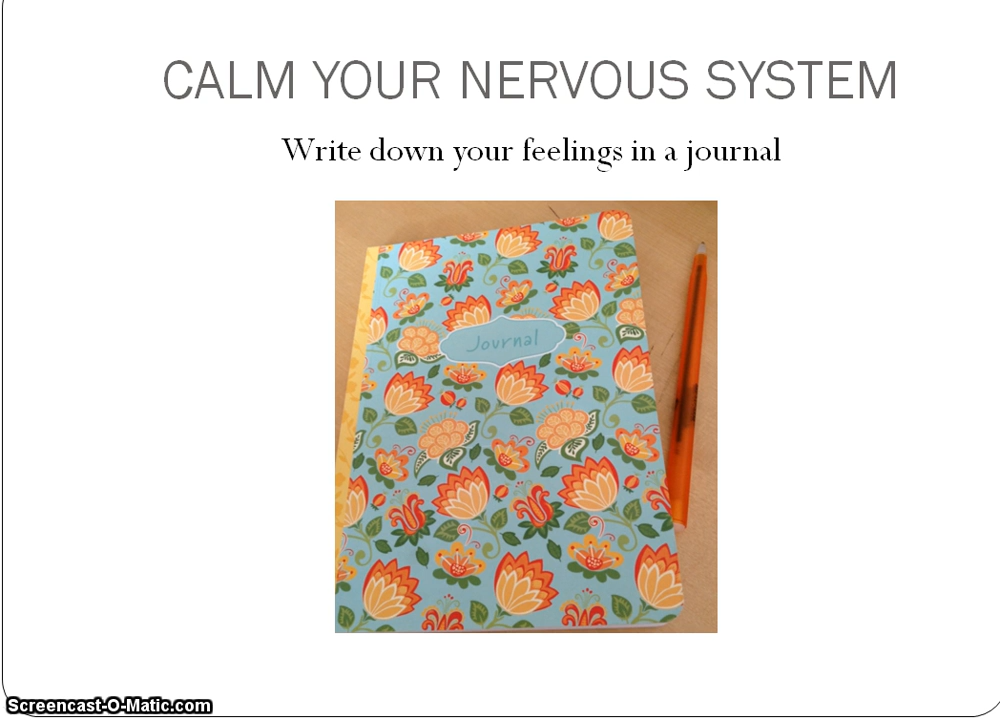 CALM YOUR NERVOUS SYSTEM
Write down your feelings in a journal
Journal
Screencast-O-Matic.com